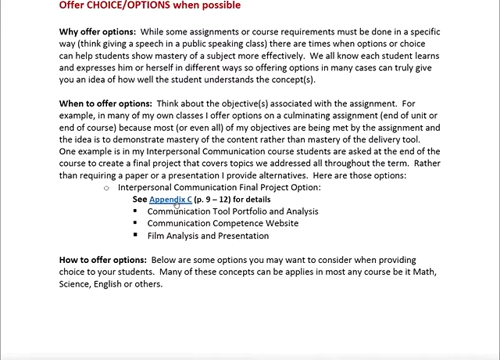 Offer CHOICE/OPTIONS when possible
Why offer options: While some assignments or course requirements must be done in a specific
way (think giving a speech in a public speaking class) there are times when options or choice
can help students show mastery of a subject more effectively. We all know each student learns
and expresses him or herself in different ways so offering options in many cases can truly give
you an idea of how well the student understands the concept(s).
When to offer options: Think about the objective(s) associated with the assignment. For
example, in many of my own classes I offer options on a culminating assignment (end of unit or
end of course) because most (or even all) of my objectives are being met by the assignment and
the idea is to demonstrate mastery of the content rather than mastery of the delivery tool.
One example is in my Interpersonal Communication course students are asked at the end of the
course to create a final project that covers topics we addressed all throughout the term. Rather
than requiring a paper or a presentation I provide alternatives. Here are those options:
o Interpersonal Communication Final Project Option:
See Appendix C (p. 9 – 12) for details
▪ Communication Tool Portfolio and Analysis
▪ Communication Competence Website
▪ Film Analysis and Presentation
How to offer options: Below are some options you may want to consider when providing
choice to your students. Many of these concepts can be applies in most any course be it Math,
Science, English or others.